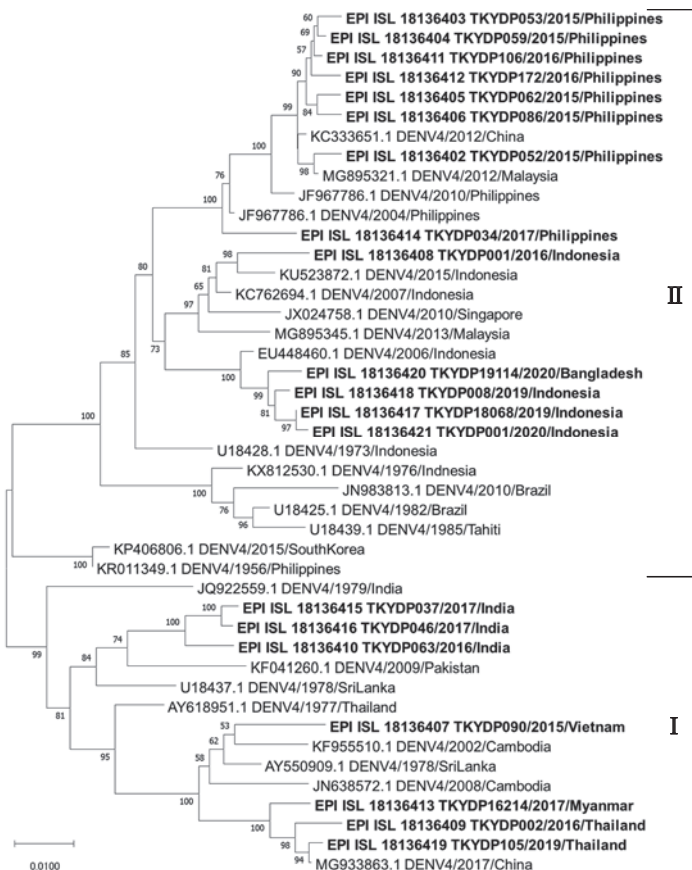 60
EPI ISL 18136403 TKYDP053/2015/Philippines
69
EPI ISL 18136404 TKYDP059/2015/Philippines
57
EPI ISL 18136411 TKYDP106/2016/Philippines
90
EPI ISL 18136412 TKYDP172/2016/Philippines
EPI ISL 18136405 TKYDP062/2015/Philippines
99
84
EPI ISL 18136406 TKYDP086/2015/Philippines
KC333651.1 DENV4/2012/China
100
EPI ISL 18136402 TKYDP052/2015/Philippines
98
MG895321.1 DENV4/2012/Malaysia
76
JF967786.1 DENV4/2010/Philippines
100
JF967786.1 DENV4/2004/Philippines
EPI ISL 18136414 TKYDP034/2017/Philippines
98
EPI ISL 18136408 TKYDP001/2016/Indonesia
80
81
KU523872.1 DENV4/2015/Indonesia
65
KC762694.1 DENV4/2007/Indonesia
II
97
JX024758.1 DENV4/2010/Singapore
MG895345.1 DENV4/2013/Malaysia
73
EU448460.1 DENV4/2006/Indonesia
85
100
EPI ISL 18136420 TKYDP19114/2020/Bangladesh
99
EPI ISL 18136418 TKYDP008/2019/Indonesia
81
EPI ISL 18136417 TKYDP18068/2019/Indonesia
100
97
EPI ISL 18136421 TKYDP001/2020/Indonesia
U18428.1 DENV4/1973/Indonesia
KX812530.1 DENV4/1976/Indnesia
100
JN983813.1 DENV4/2010/Brazil
76
U18425.1 DENV4/1982/Brazil
96
U18439.1 DENV4/1985/Tahiti
KP406806.1 DENV4/2015/SouthKorea
100
KR011349.1 DENV4/1956/Philippines
JQ922559.1 DENV4/1979/India
100
EPI ISL 18136415 TKYDP037/2017/India
100
EPI ISL 18136416 TKYDP046/2017/India
74
EPI ISL 18136410 TKYDP063/2016/India
99
84
KF041260.1 DENV4/2009/Pakistan
U18437.1 DENV4/1978/SriLanka
81
AY618951.1 DENV4/1977/Thailand
I
53
EPI ISL 18136407 TKYDP090/2015/Vietnam
62
KF955510.1 DENV4/2002/Cambodia
95
58
AY550909.1 DENV4/1978/SriLanka
JN638572.1 DENV4/2008/Cambodia
100
EPI ISL 18136413 TKYDP16214/2017/Myanmar
100
EPI ISL 18136409 TKYDP002/2016/Thailand
98
EPI ISL 18136419 TKYDP105/2019/Thailand
94
MG933863.1 DENV4/2017/China
0.0100